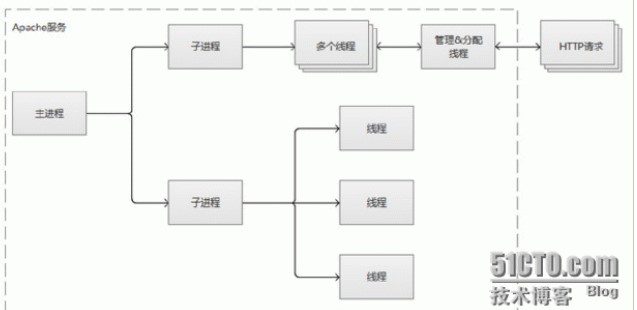 Apache服务
子进程
多个线程
管理&分配
线程
HTTP请求
主进程
线程
子进程
线程
线程
51CTO.com
技术博客 Blog